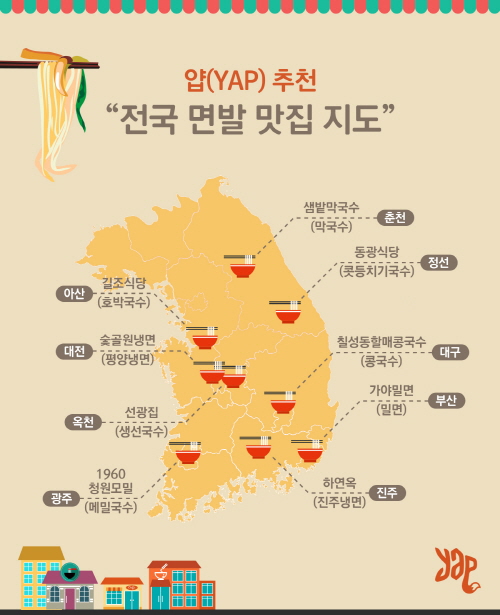 얍(YAP) 추천
“전국 면발 맛집 지도”
샘밭막국수
(막국수)
춘천
동광식당
(콧등치기국수)
정선
길조식당
(호박국수)
아산
숯골원냉면
(평양냉면)
대전
칠성동할매콩국수
(콩국수)
대구
가야밀면
(밀면)
부산
선광집
(생선국수)
옥천
1960
청원모밀
(메밀국수)
광주
하연옥
(진주냉면)
진주
yap